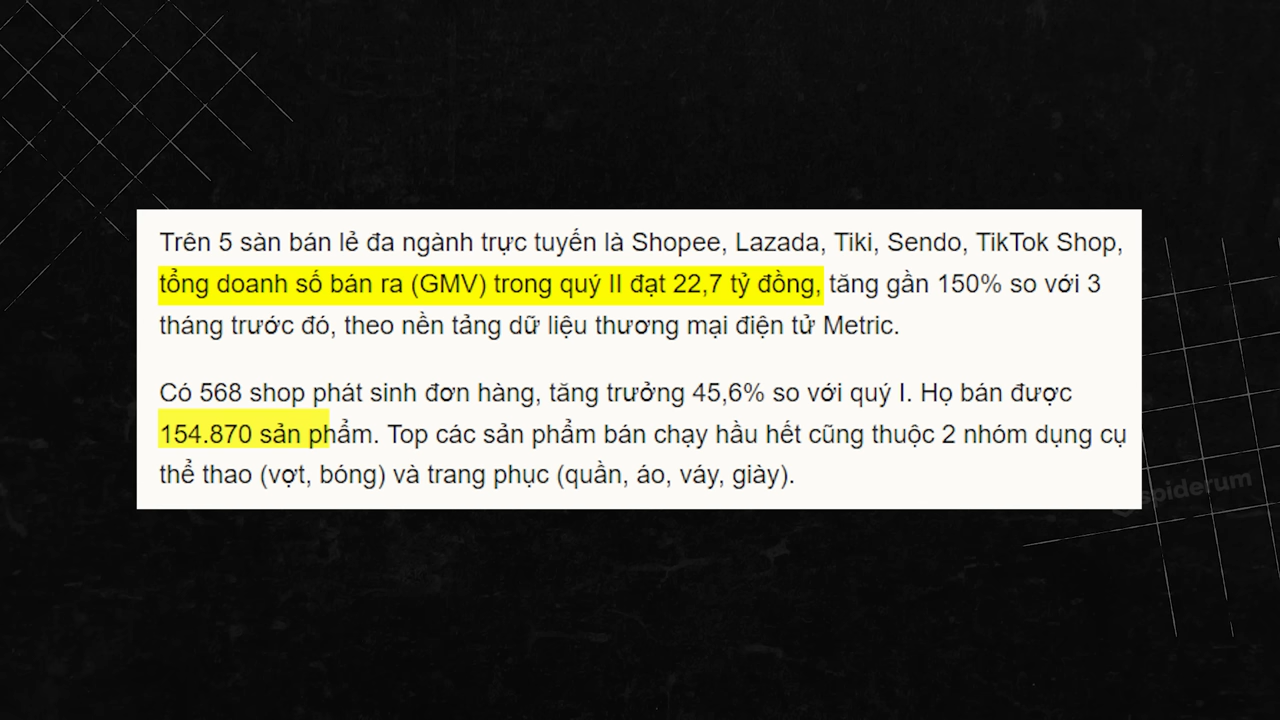 Trên 5 sàn bán lẻ đa ngành trực tuyến là Shopee, Lazada, Tiki, Sendo, TikTok Shop,
tổng doanh số bán ra (GMV) trong quý II đạt 22,7 tỷ đồng, tăng gần 150% so với 3
tháng trước đó, theo nền tảng dữ liệu thương mại điện tử Metric.
Có 568 shop phát sinh đơn hàng, tăng trưởng 45,6% so với quý I. Họ bán được
154.870 sản phẩm. Top các sản phẩm bán chạy hầu hết cũng thuộc 2 nhóm dụng cụ
thể thao (vợt, bóng) và trang phục (quần, áo, váy, giày).
spiderum